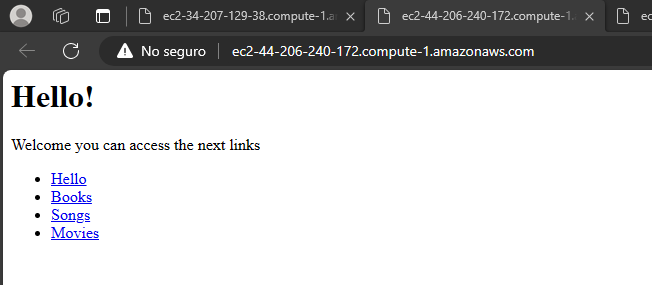 ec2-34-207-129-38.compute-1.a
ec2-44-206-240-172.compute-1.
ec
No seguro
ec2-44-206-240-172.compute-1.amazonaws.com
Hello!
Welcome you can access the next links
Hello
Books
Songs
Movies